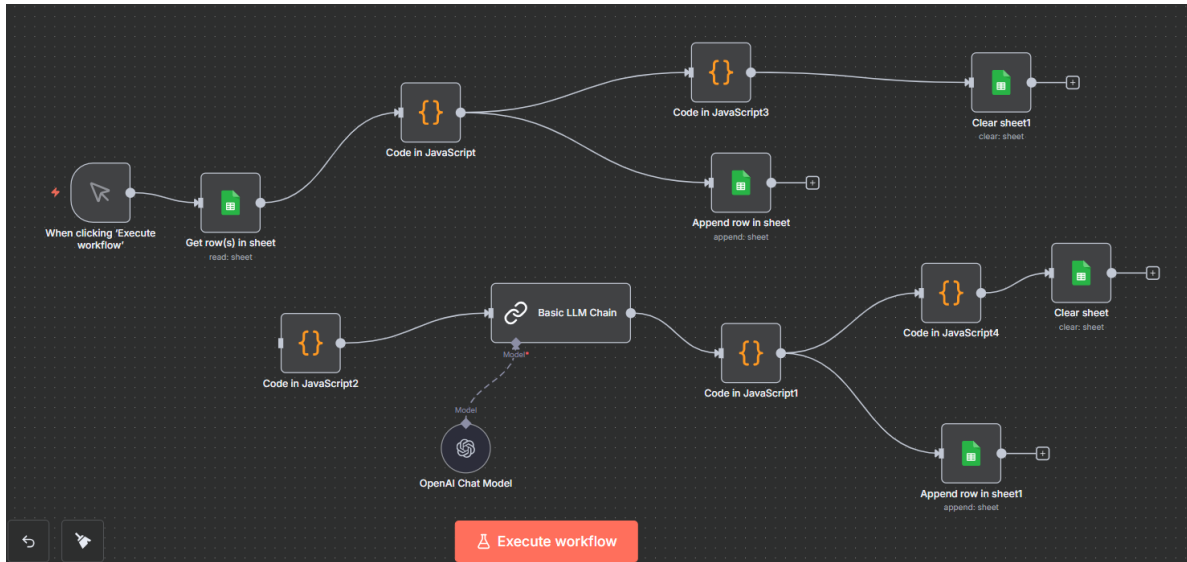 {}
Code in JavaScript3
Clear sheet1
clear: sheet
{}
Code in JavaScript
Append row in sheet
append: sheet
When clicking ‘Execute
workflow’
Get row(s) in sheet
read: sheet
{}
Code in JavaScript4
Clear sheet
clear: sheet
Basic LLM Chain
Model*
{}
Code in JavaScript2
{}
Code in JavaScript1
Model
OpenAI Chat Model
Append row in sheet1
append: sheet
Execute workflow